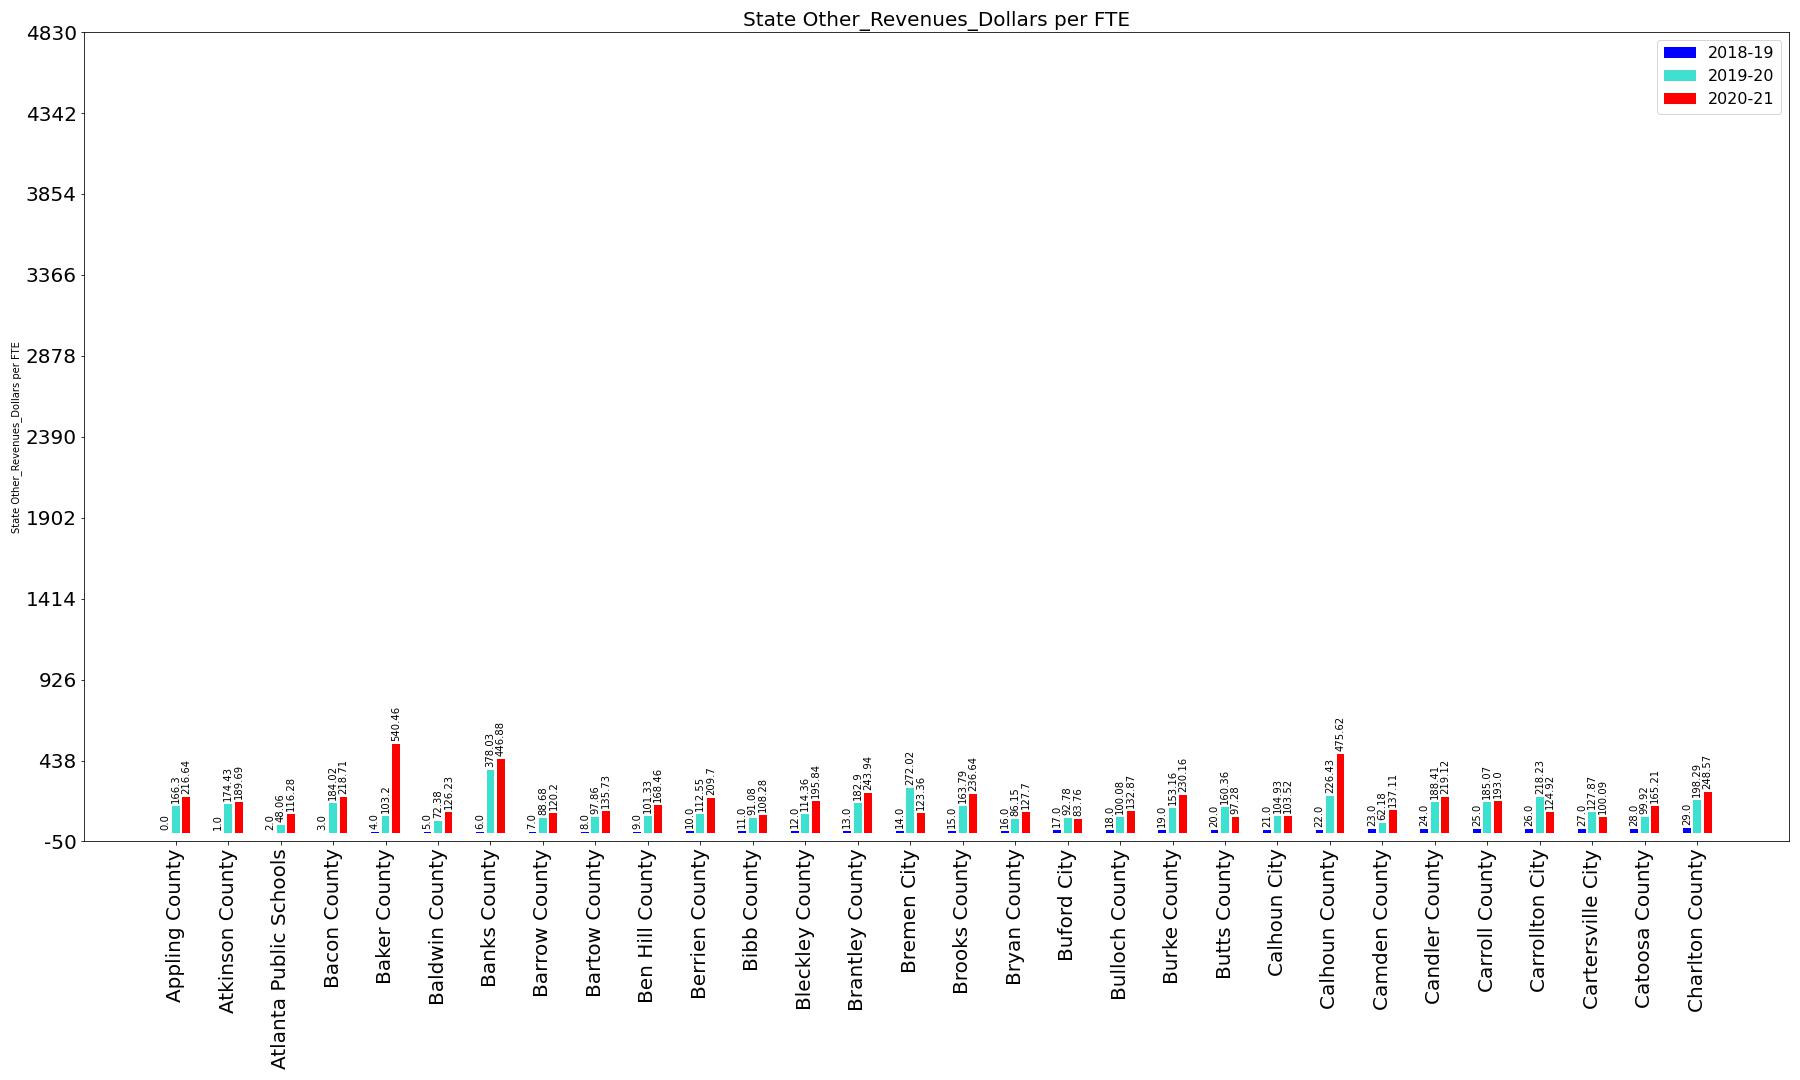 State Other_Revenues_Dollars per FTE
4830
4342
3854
3366
2878
2390
1902
1414
926
438
-50
State Other_Revenues_Dollars per FTE
2018-19
2019-20
2020-21
0.0 166.3 216.64
1.0 174.43 189.69
2.0 48.06 116.28
3.0 184.02 218.71
4.0 103.2 540.46
5.0 72.38 126.23
6.0 378.03 446.88
7.0 88.68 120.2
8.0 97.86 135.73
9.0 101.33 168.46
10.0 112.55 209.7
11.0 91.08 108.28
12.0 114.36 195.84
13.0 182.9 243.94
14.0 272.02 123.36
15.0 163.79 236.64
16.0 86.15 127.7
17.0 92.78 83.76
18.0 100.08 132.87
19.0 153.16 230.16
20.0 160.36 97.28
21.0 104.93 103.52
22.0 226.43 475.62
23.0 62.18 137.11
24.0 188.41 219.12
25.0 185.07 193.0
26.0 218.23 124.92
27.0 127.87 100.09
28.0 99.92 165.21
29.0 198.29 248.57
Appling County
Atkinson County
Atlanta Public Schools
Bacon County
Baker County
Baldwin County
Banks County
Barrow County
Bartow County
Ben Hill County
Berrien County
Bibb County
Bleckley County
Brantley County
Bremen City
Brooks County
Bryan County
Buford City
Bulloch County
Burke County
Butts County
Calhoun City
Calhoun County
Camden County
Candler County
Carroll County
Carrollton City
Cartersville City
Catoosa County
Charlton County